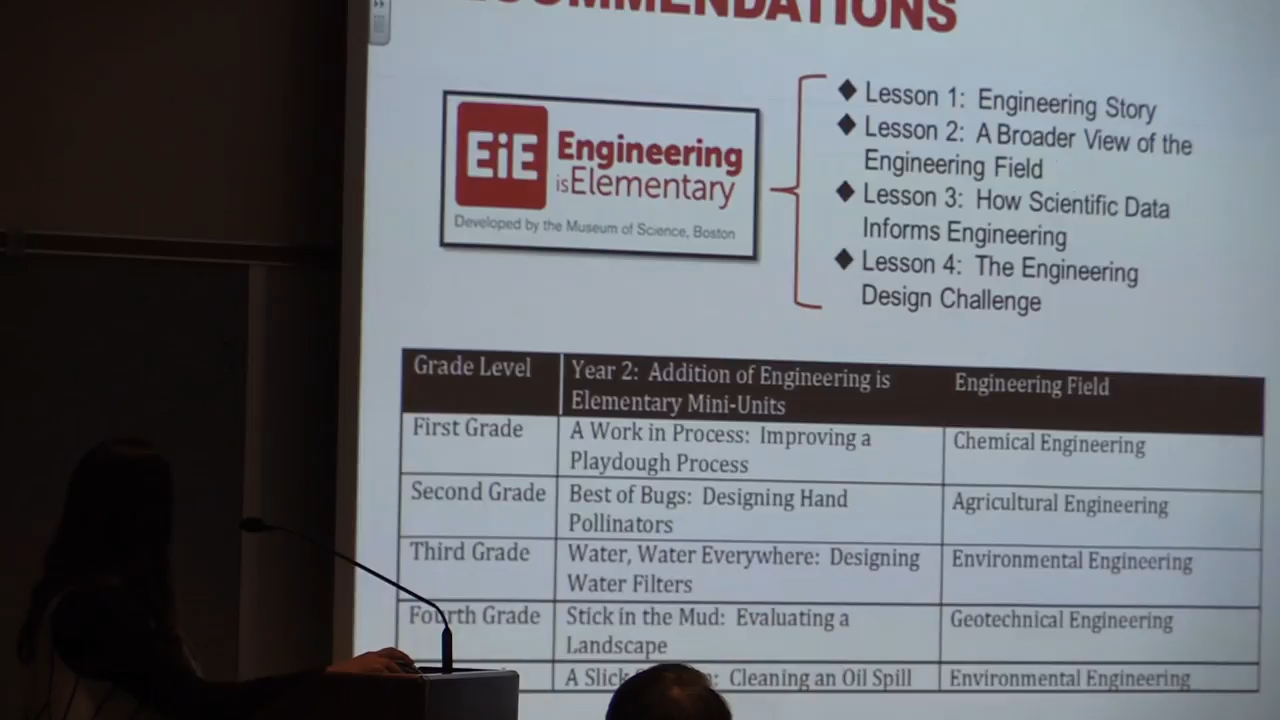 COMMENDATIONS
EiE Engineering
isElementary
Developed by the Museum of Science, Boston
◆ Lesson 1: Engineering Story
◆ Lesson 2: A Broader View of the
Engineering Field
◆ Lesson 3: How Scientific Data
Informs Engineering
◆ Lesson 4: The Engineering
Design Challenge
Grade Level
Year 2: Addition of Engineering is
Elementary Mini-Units
Engineering Field
First Grade
A Work in Process: Improving a
Playdough Process
Chemical Engineering
Second Grade
Best of Bugs: Designing Hand
Pollinators
Agricultural Engineering
Third Grade
Water, Water Everywhere: Designing
Water Filters
Environmental Engineering
Fourth Grade
Stick in the Mud: Evaluating a
Landscape
Geotechnical Engineering
A Slick : Cleaning an Oil Spill
Environmental Engineering